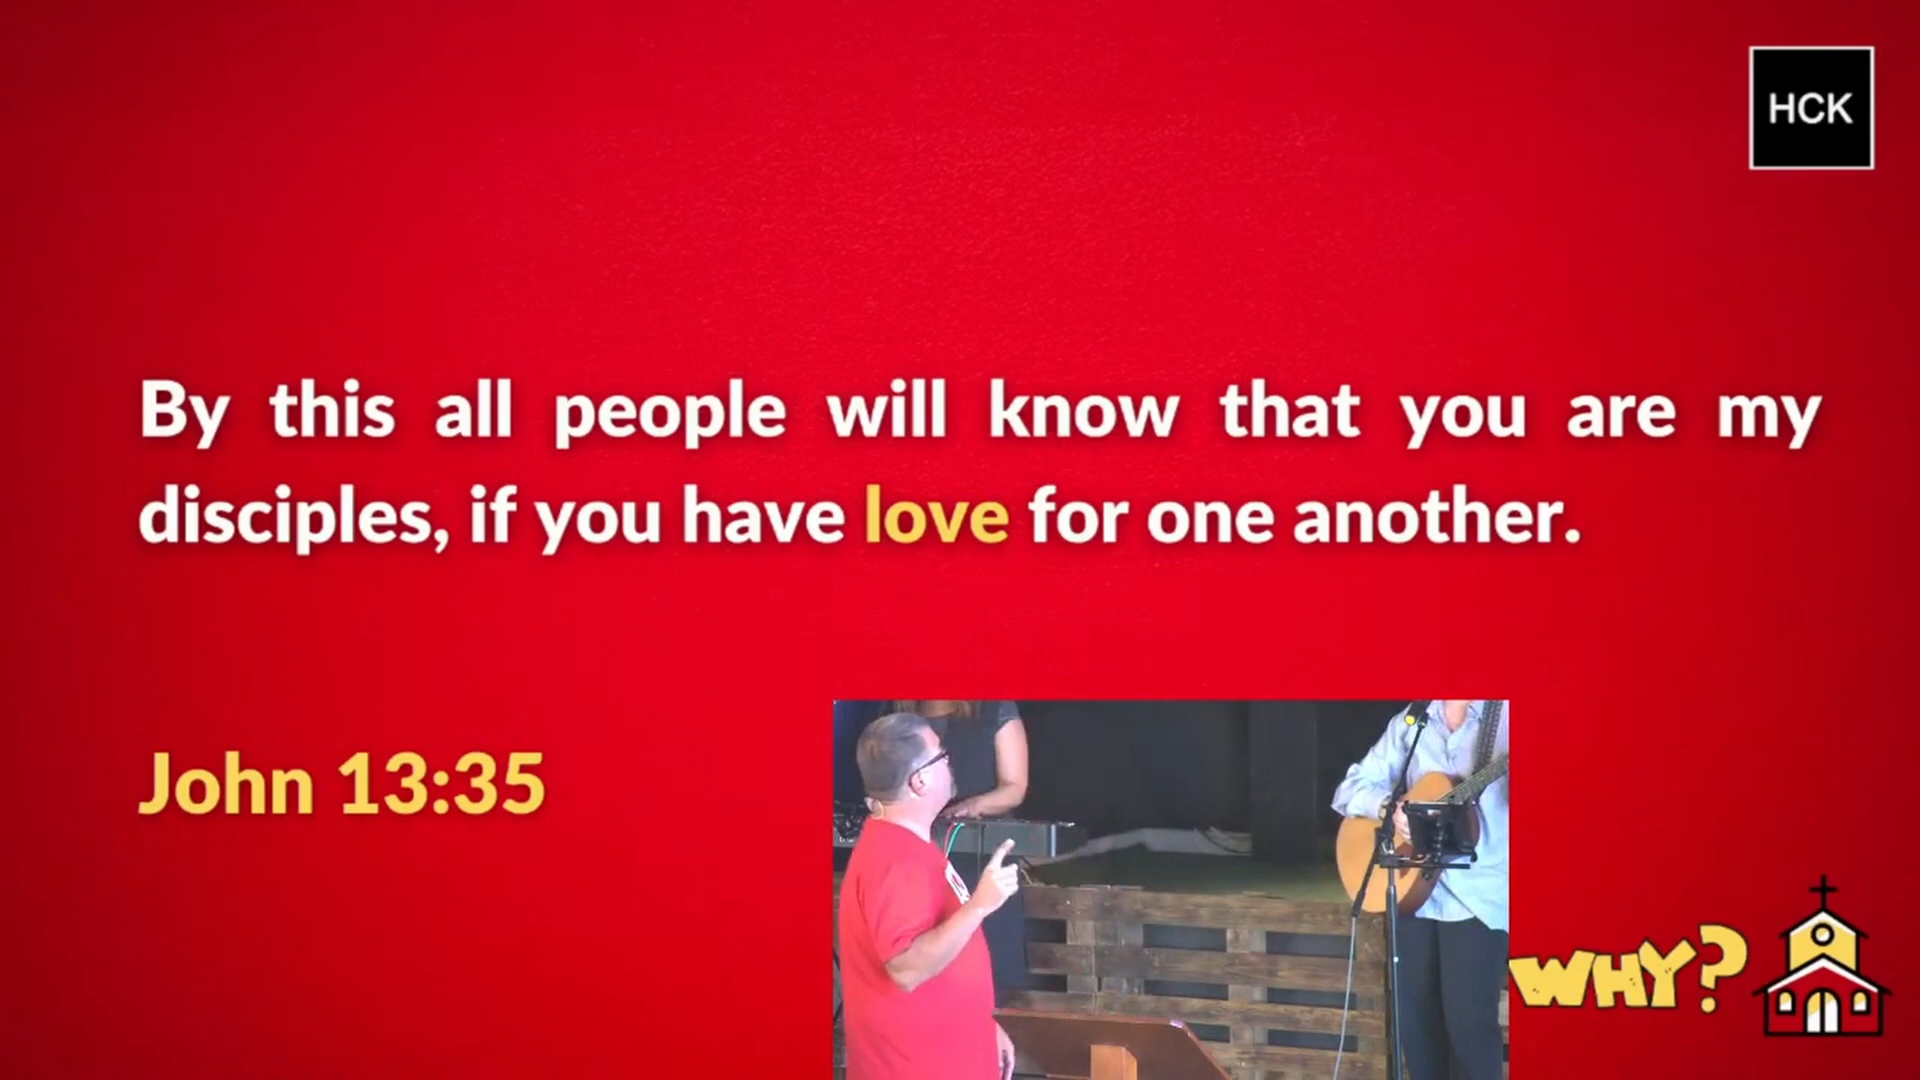 HCK
By this all people will know that you are my
disciples, if you have love for one another.
John 13:35
WHY?